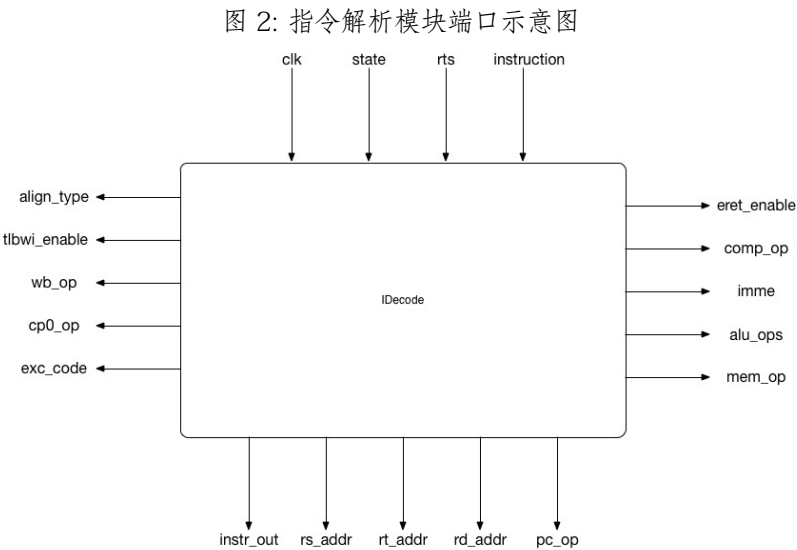 图 2: 指令解析模块端口示意图
clk
state
rts
instruction
align_type
tlbwi_enable
wb_op
cp0_op
exc_code
IDecode
eret_enable
comp_op
imme
alu_ops
mem_op
instr_out
rs_addr
rt_addr
rd_addr
pc_op